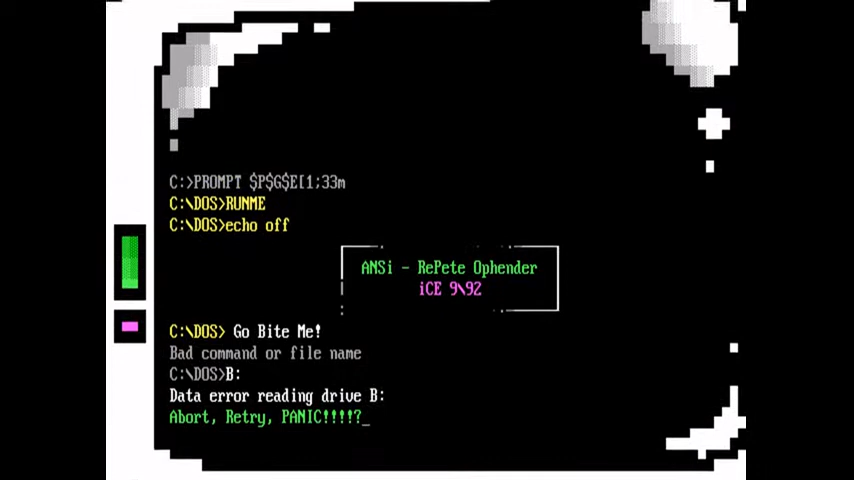 C:>PROMPT $P$G$E[1;33m
C:\DOS>RUNME
C:\DOS>echo off
ANSi - RePete Ophender
iCE 9\92
C:\DOS> Go Bite Me!
Bad command or file name
C:\DOS>B:
Data error reading drive B:
Abort, Retry, PANIC!!!!?_